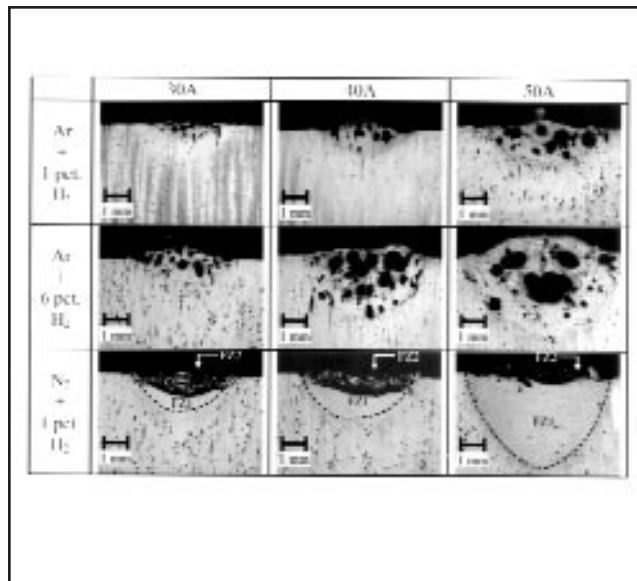 30A 40A 50A
Ar
+
1 pct.
H₂
1 mm 1 mm 1 mm
Ar
+
6 pct.
H₂
1 mm 1 mm 1 mm
FZ2 FZ2 FZ2
N₂
+
1 pct
H₂
FZ1 FZ1 FZ1
1 mm 1 mm 1 mm